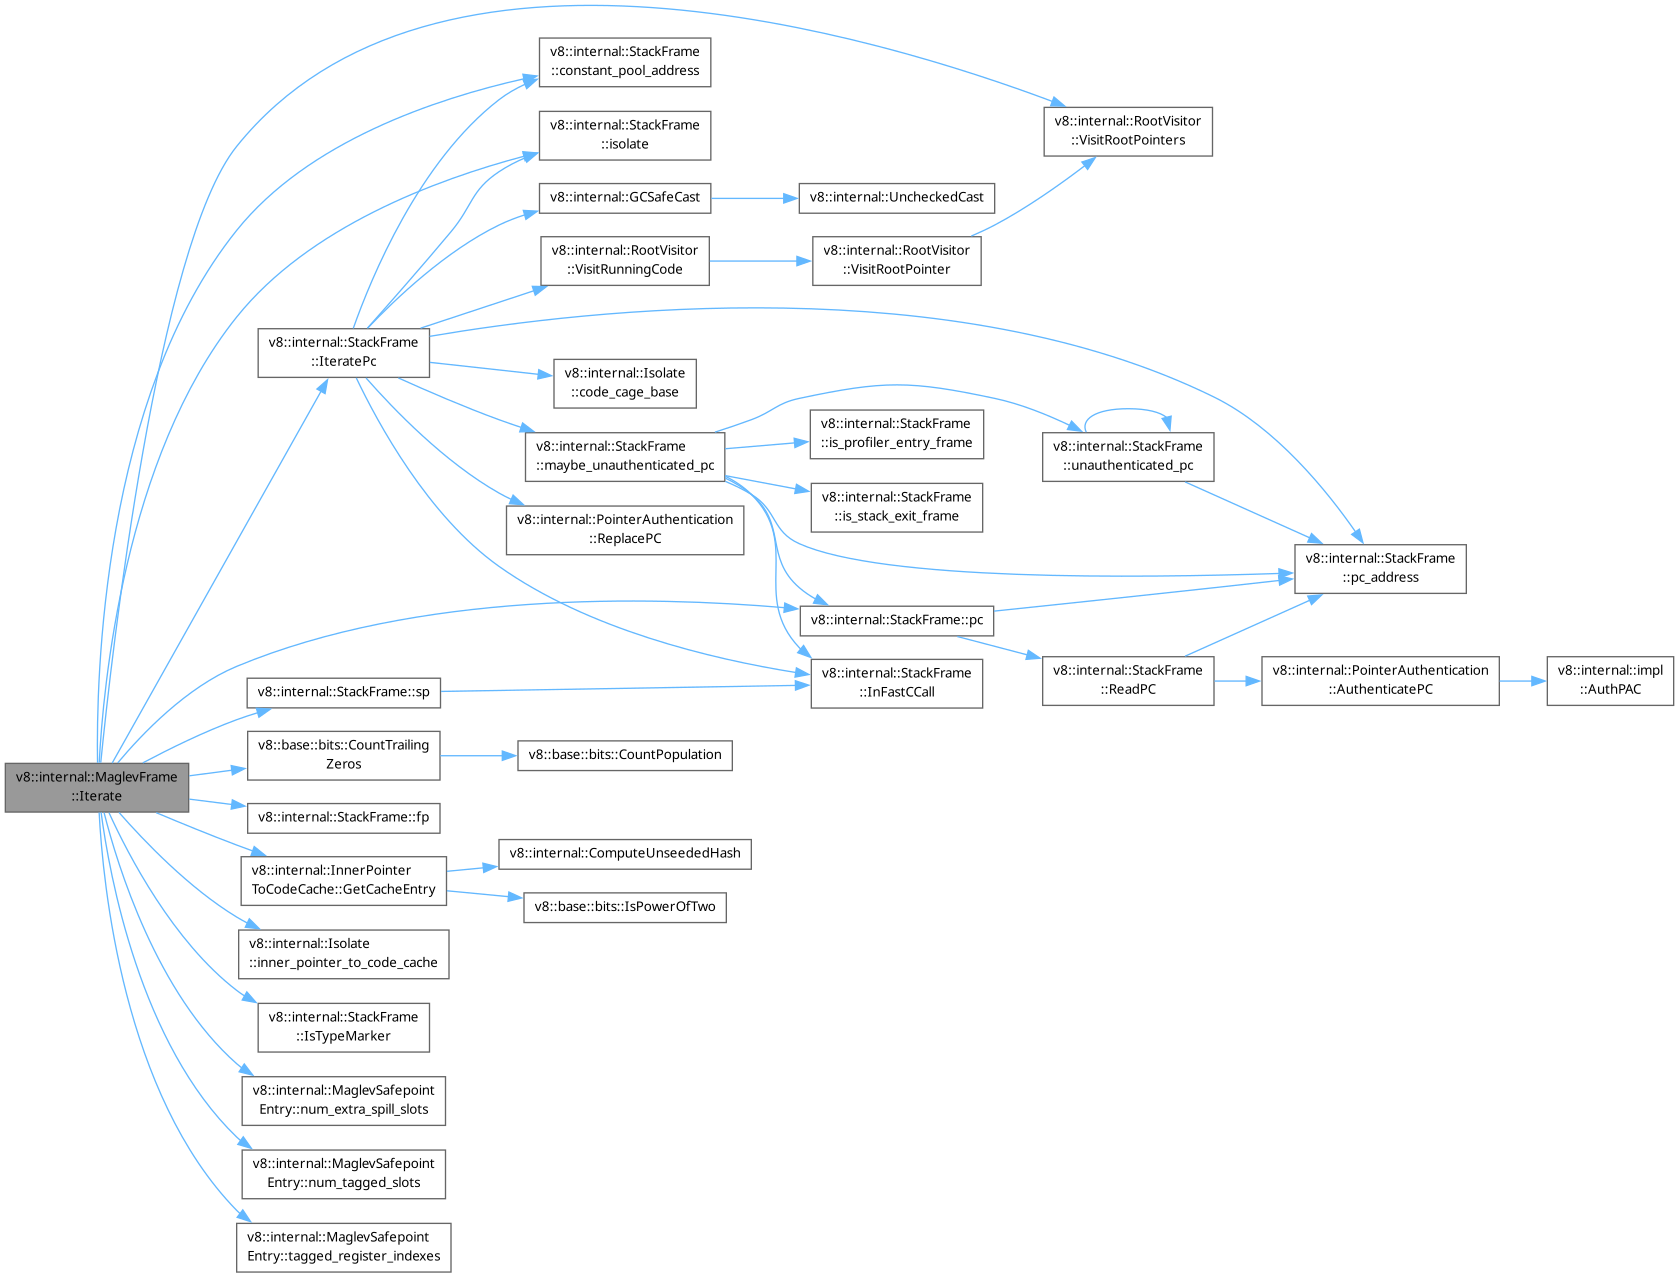 v8::internal::StackFrame
::constant_pool_address
v8::internal::RootVisitor
::VisitRootPointers
v8::internal::StackFrame
::isolate
v8::internal::GCSafeCast
v8::internal::UncheckedCast
v8::internal::RootVisitor
::VisitRunningCode
v8::internal::RootVisitor
::VisitRootPointer
v8::internal::StackFrame
::IteratePc
v8::internal::Isolate
::code_cage_base
v8::internal::StackFrame
::maybe_unauthenticated_pc
v8::internal::StackFrame
::is_profiler_entry_frame
v8::internal::StackFrame
::unauthenticated_pc
v8::internal::StackFrame
::is_stack_exit_frame
v8::internal::PointerAuthentication
::ReplacePC
v8::internal::StackFrame
::pc_address
v8::internal::StackFrame::pc
v8::internal::StackFrame
::InFastCCall
v8::internal::StackFrame
::ReadPC
v8::internal::PointerAuthentication
::AuthenticatePC
v8::internal::impl
::AuthPAC
v8::internal::StackFrame::sp
v8::base::bits::CountTrailing
Zeros
v8::base::bits::CountPopulation
v8::internal::MaglevFrame
::Iterate
v8::internal::StackFrame::fp
v8::internal::InnerPointer
ToCodeCache::GetCacheEntry
v8::internal::ComputeUnseededHash
v8::base::bits::IsPowerOfTwo
v8::internal::Isolate
::inner_pointer_to_code_cache
v8::internal::StackFrame
::IsTypeMarker
v8::internal::MaglevSafepoint
Entry::num_extra_spill_slots
v8::internal::MaglevSafepoint
Entry::num_tagged_slots
v8::internal::MaglevSafepoint
Entry::tagged_register_indexes